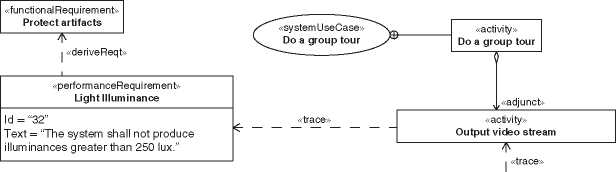 «functionalRequirement»
Protect artifacts
«deriveReqt»
«performanceRequirement»
Light Illuminance
Id = “32”
Text = “The system shall not produce
illuminances greater than 250 lux.”
«systemUseCase»
Do a group tour
«activity»
Do a group tour
«adjunct»
«trace»
«activity»
Output video stream
«trace»